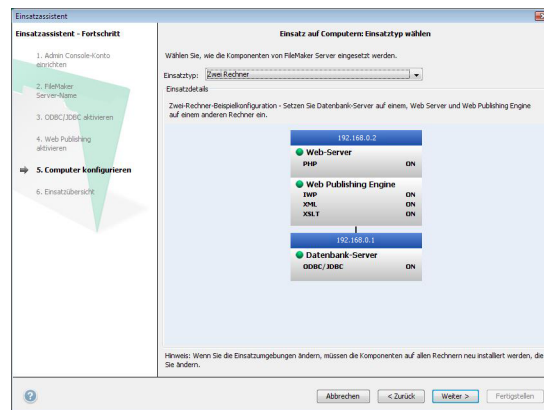 Einsatzassistent
Einsatzassistent - Fortschritt
1. Admin Console-Konto
einrichten
2. FileMaker
Server-Name
3. ODBC/JDBC aktivieren
4. Web Publishing
aktivieren
5. Computer konfigurieren
6. Einsatzübersicht
Einsatz auf Computern: Einsatztyp wählen
Wählen Sie, wie die Komponenten von FileMaker Server eingesetzt werden.
Einsatztyp: Zwei Rechner
Einsatzdetails
Zwei-Rechner-Beispielkonfiguration - Setzen Sie Datenbank-Server auf einem, Web Server und Web Publishing Engine
auf einem anderen Rechner ein.
192.168.0.2
Web-Server
PHP ON
Web Publishing Engine
IWP ON
XML ON
XSLT ON
192.168.0.1
Datenbank-Server
ODBC/JDBC ON
Hinweis: Wenn Sie die Einsatzumgebungen ändern, müssen die Komponenten auf allen Rechnern neu installiert werden, die
Sie ändern.
Abbrechen < Zurück Weiter > Fertigstellen